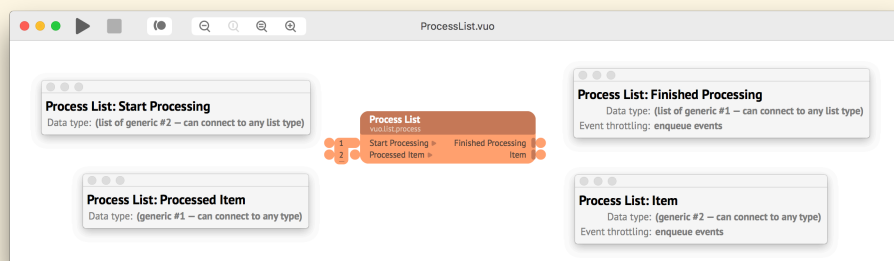 ProcessList.vuo
Process List: Start Processing
Data type: (list of generic #2 — can connect to any list type)
Process List: Finished Processing
Data type: (list of generic #1 — can connect to any list type)
Event throttling: enqueue events
Process List
vuo.list.process
1 Start Processing Finished Processing
2 Processed Item Item
Process List: Processed Item
Data type: (generic #1 — can connect to any type)
Process List: Item
Data type: (generic #2 — can connect to any type)
Event throttling: enqueue events